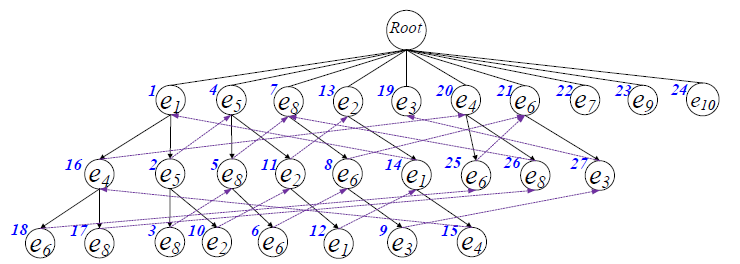 Root
1 4 7 13 19 20 21 22 23 24
e1 e5 e8 e2 e3 e4 e6 e7 e9 e10
16 2 5 11 8 14 25 26 27
e4 e5 e8 e2 e6 e1 e6 e8 e3
18 17 3 10 6 12 9 15
e6 e8 e8 e2 e6 e1 e3 e4